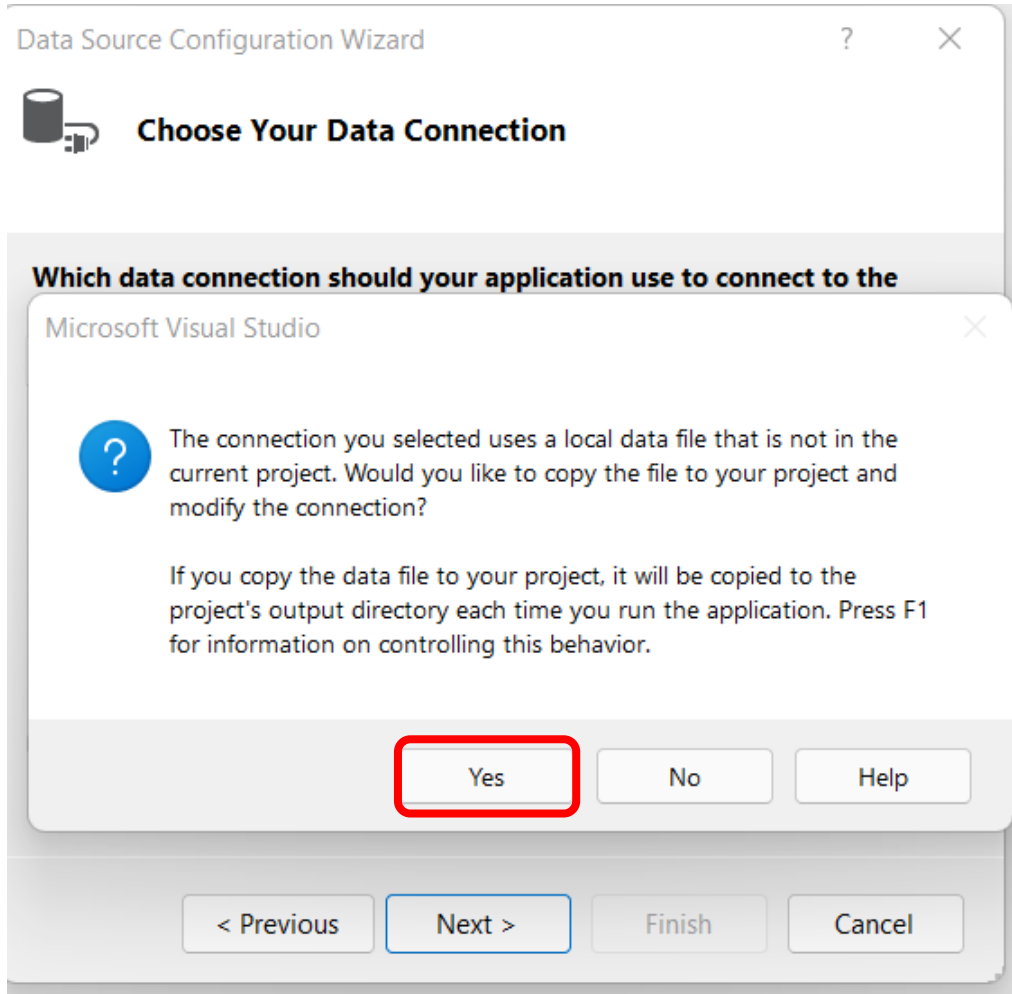 Data Source Configuration Wizard
Choose Your Data Connection
Which data connection should your application use to connect to the
Microsoft Visual Studio
The connection you selected uses a local data file that is not in the
current project. Would you like to copy the file to your project and
modify the connection?
If you copy the data file to your project, it will be copied to the
project's output directory each time you run the application. Press F1
for information on controlling this behavior.
Yes No Help
< Previous Next > Finish Cancel